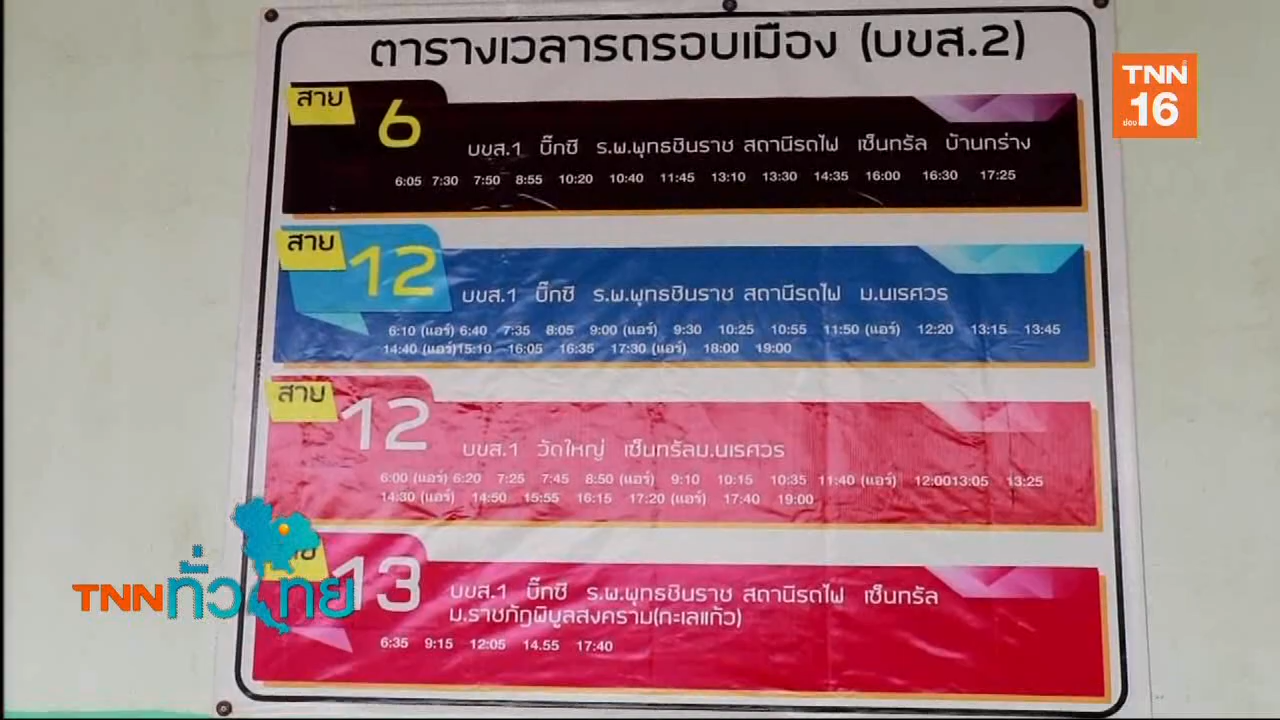 ตารางเวลารถรอบเมือง (บขส.2)
TNN
ช่อง 16
สาย 6
บขส.1 บิ๊กซี ร.พ.พุทธชินราช สถานีรถไฟ เซ็นทรัล บ้านกร่าง
6:05 7:30 7:50 8:55 10:20 10:40 11:45 13:10 13:30 14:35 16:00 16:30 17:25
สาย 12
บขส.1 บิ๊กซี ร.พ.พุทธชินราช สถานีรถไฟ ม.นเรศวร
6:10 (แอร์) 6:40 7:35 8:05 9:00 (แอร์) 9:30 10:25 10:55 11:50 (แอร์) 12:20 13:15 13:45
14:40 (แอร์)15:10 16:05 16:35 17:30 (แอร์) 18:00 19:00
สาย 12
บขส.1 วัดใหญ่ เซ็นทรัลม.นเรศวร
6:00 (แอร์) 6:20 7:25 7:45 8:50 (แอร์) 9:10 10:15 10:35 11:40 (แอร์) 12:0013:05 13:25
14:30 (แอร์) 14:50 15:55 16:15 17:20 (แอร์) 17:40 19:00
13
บขส.1 บิ๊กซี ร.พ.พุทธชินราช สถานีรถไฟ เซ็นทรัล
ม.ราชภัฏพิบูลสงคราม(ทะเลแก้ว)
6:35 9:15 12:05 14.55 17:40
TNNทั่วไทย